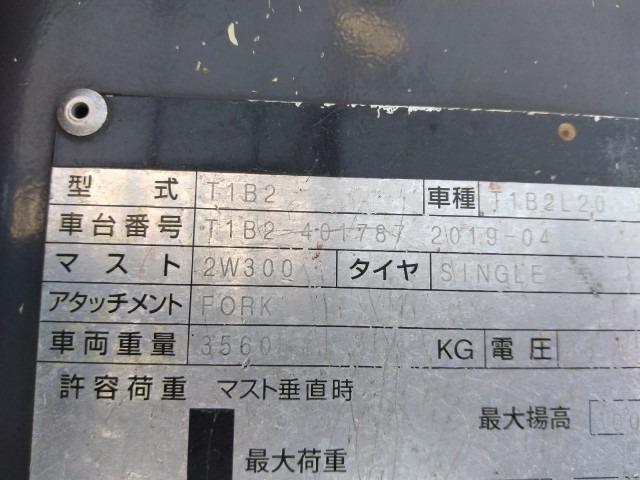 型式 T1B2 車種 T1B2L20
車台番号 T1B2-401787 2019-04
マスト 2W300 タイヤ SINGLE
アタッチメント FORK
車両重量 3560 KG 電圧
許容荷重 マスト垂直時
最大揚高
最大荷重